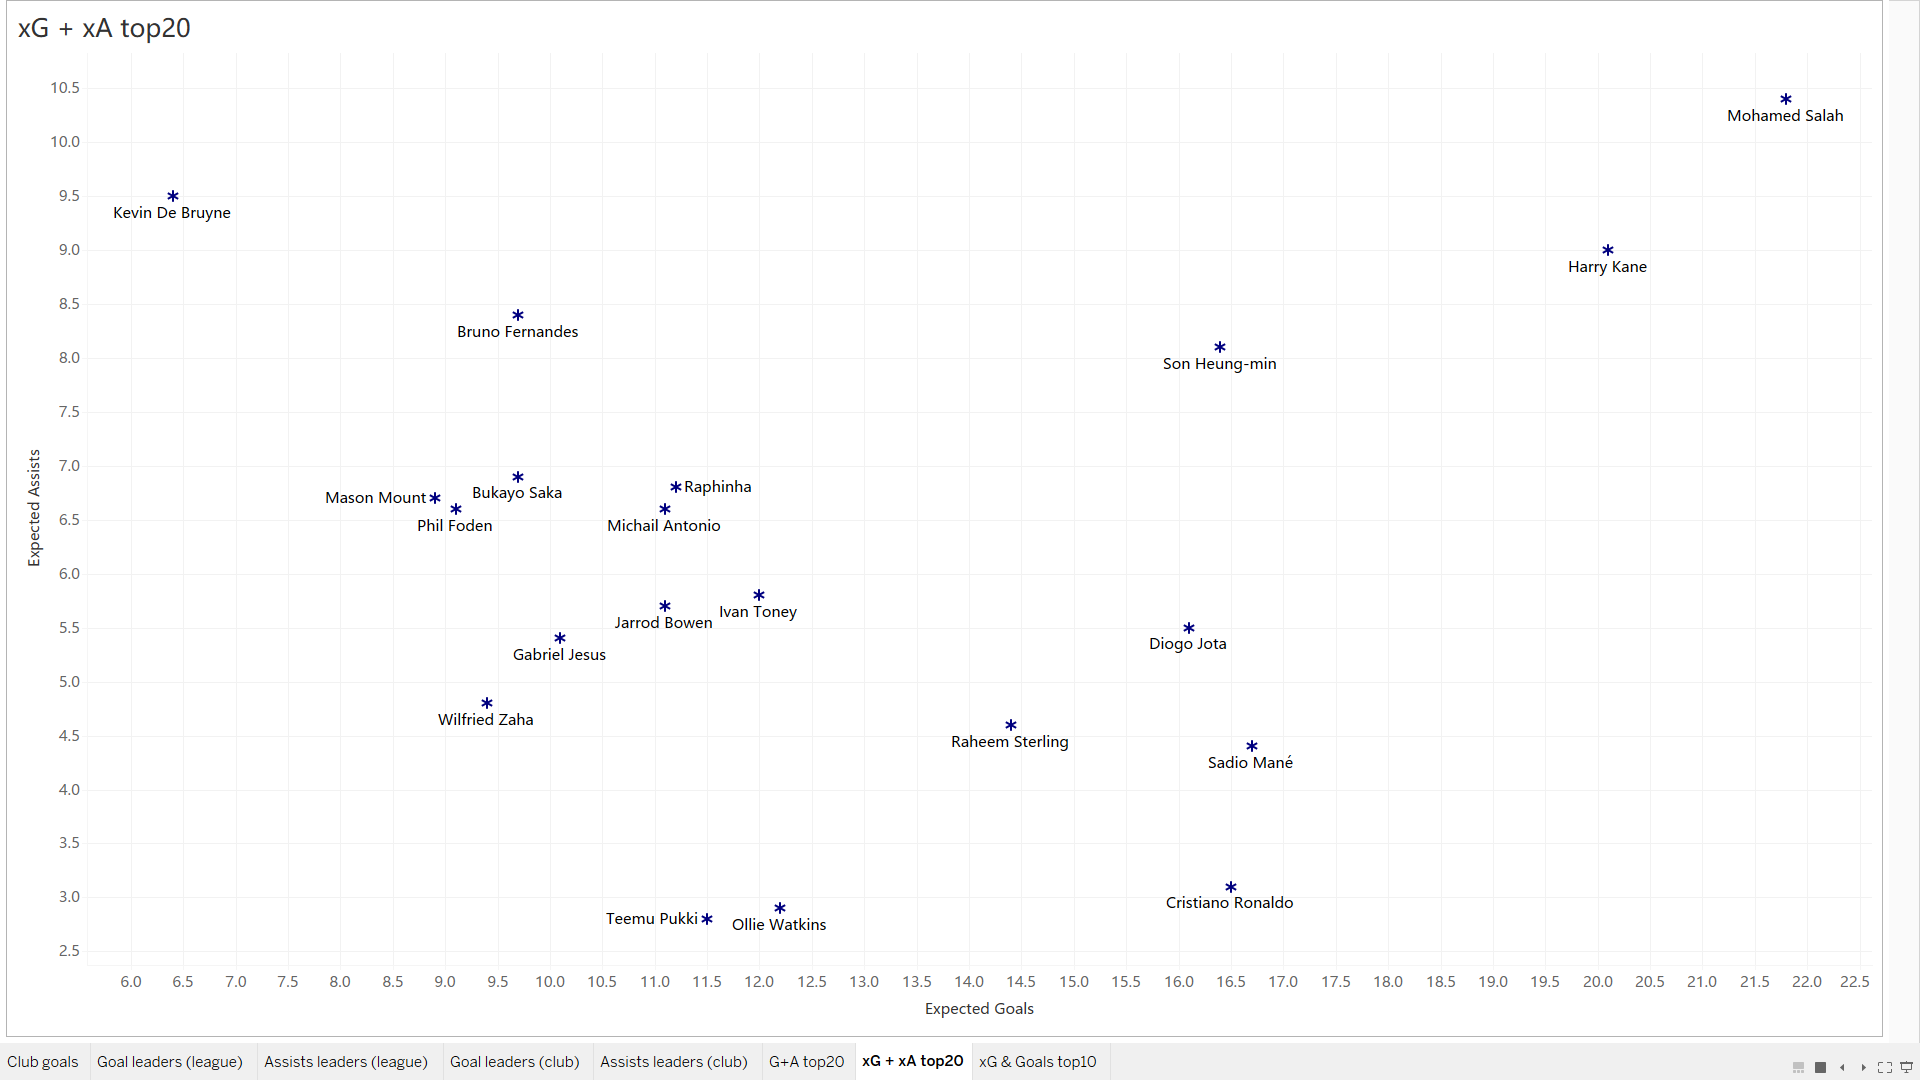 xG + xA top20
10.5
Mohamed Salah
10.0
9.5
Kevin De Bruyne
9.0
Harry Kane
8.5
Bruno Fernandes
8.0
Son Heung-min
7.5
7.0
Raphinha
Bukayo Saka
Mason Mount
6.5
Phil Foden
Michail Antonio
6.0
Ivan Toney
Jarrod Bowen
5.5
Diogo Jota
Gabriel Jesus
5.0
Wilfried Zaha
4.5
Raheem Sterling
Sadio Mané
4.0
3.5
3.0
Cristiano Ronaldo
Teemu Pukki
Ollie Watkins
2.5
Expected Assists
6.0 6.5 7.0 7.5 8.0 8.5 9.0 9.5 10.0 10.5 11.0 11.5 12.0 12.5 13.0 13.5 14.0 14.5 15.0 15.5 16.0 16.5 17.0 17.5 18.0 18.5 19.0 19.5 20.0 20.5 21.0 21.5 22.0 22.5
Expected Goals
Club goals Goal leaders (league) Assists leaders (league) Goal leaders (club) Assists leaders (club) G+A top20 xG + xA top20 xG & Goals top10